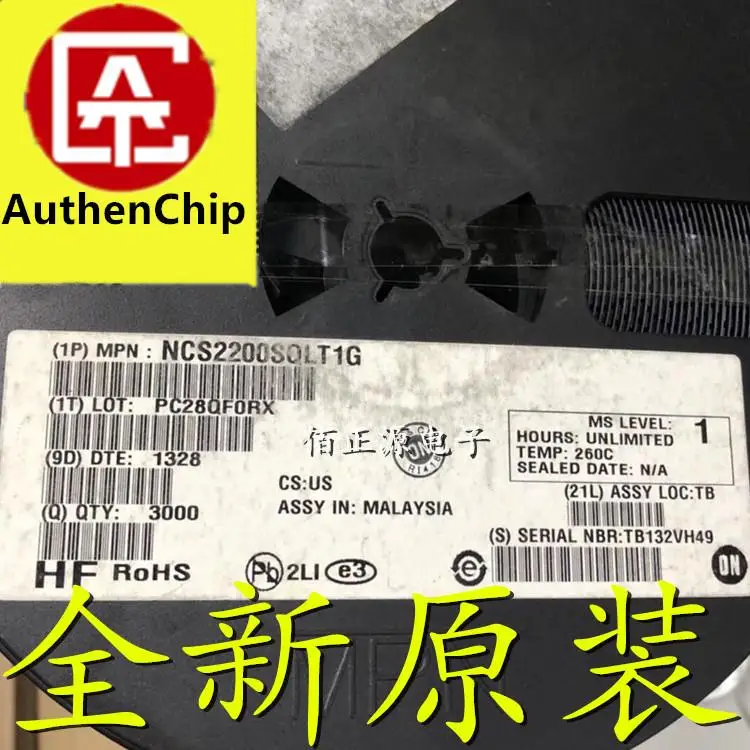 AuthenChip
(1P) MPN : NCS2200SQLT1G
(1T) LOT: PC28QF0RX
(9D) DTE: 1328
(Q) QTY: 3000
佰正源电子
CS:US
ASSY IN: MALAYSIA
MS LEVEL: 1
HOURS: UNLIMITED
TEMP: 260C
SEALED DATE: N/A
(21L) ASSY LOC:TB
(S) SERIAL NBR:TB132VH49
HF RoHS Pb 2LI e3 e ON
全新原装